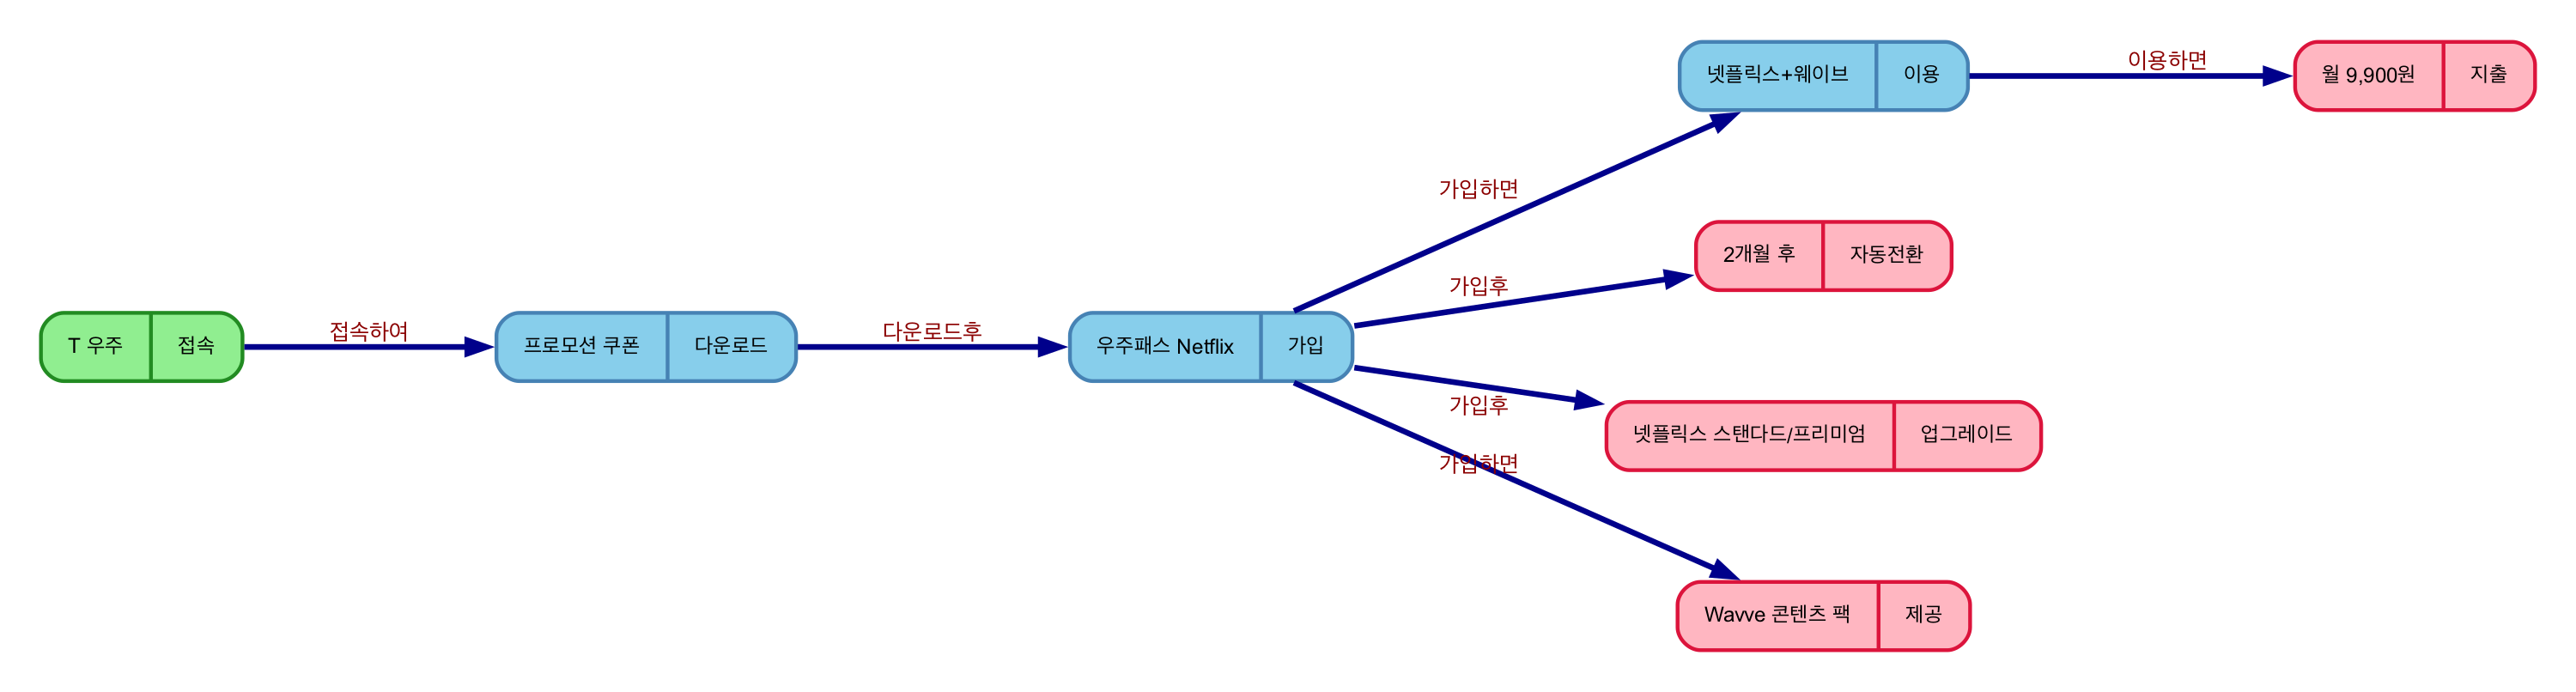 넷플릭스+웨이브 이용
이용하면
월 9,900원 지출
가입하면
2개월 후 자동전환
가입후
T 우주 접속
접속하여
프로모션 쿠폰 다운로드
다운로드후
우주패스 Netflix 가입
가입후
넷플릭스 스탠다드/프리미엄 업그레이드
가입하면
Wavve 콘텐츠 팩 제공